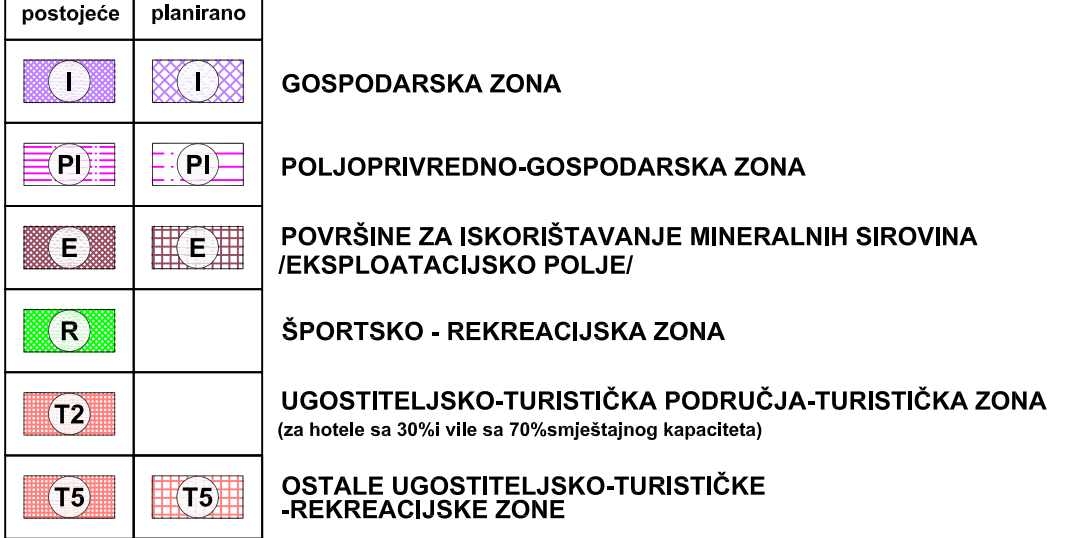 postojeće planirano
I I GOSPODARSKA ZONA
PI PI POLJOPRIVREDNO-GOSPODARSKA ZONA
E E POVRŠINE ZA ISKORIŠTAVANJE MINERALNIH SIROVINA
/EKSPLOATACIJSKO POLJE/
R ŠPORTSKO - REKREACIJSKA ZONA
T2 UGOSTITELJSKO-TURISTIČKA PODRUČJA-TURISTIČKA ZONA
(za hotele sa 30%i vile sa 70%smještajnog kapaciteta)
T5 T5 OSTALE UGOSTITELJSKO-TURISTIČKE
-REKREACIJSKE ZONE